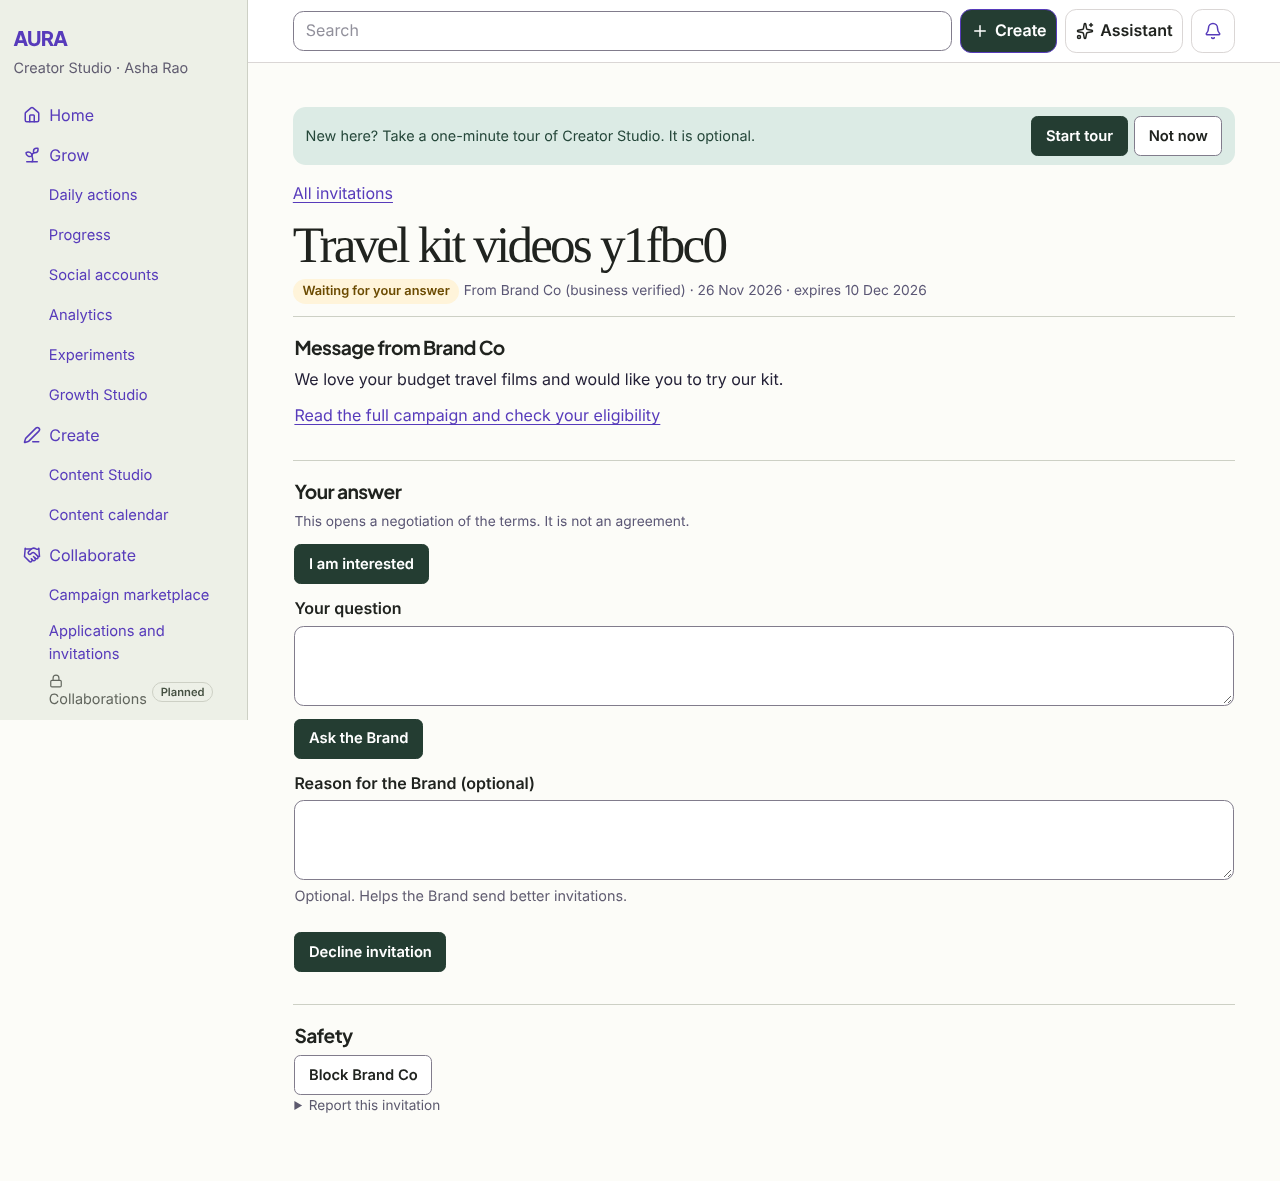 AURA
Creator Studio · Asha Rao
Home
Grow
Daily actions
Progress
Social accounts
Analytics
Experiments
Growth Studio
Create
Content Studio
Content calendar
Collaborate
Campaign marketplace
Applications and
invitations
Collaborations Planned
Search
Create
Assistant
New here? Take a one-minute tour of Creator Studio. It is optional.
Start tour
Not now
All invitations
Travel kit videos y1fbc0
Waiting for your answer From Brand Co (business verified) · 26 Nov 2026 · expires 10 Dec 2026
Message from Brand Co
We love your budget travel films and would like you to try our kit.
Read the full campaign and check your eligibility
Your answer
This opens a negotiation of the terms. It is not an agreement.
I am interested
Your question
Ask the Brand
Reason for the Brand (optional)
Optional. Helps the Brand send better invitations.
Decline invitation
Safety
Block Brand Co
Report this invitation